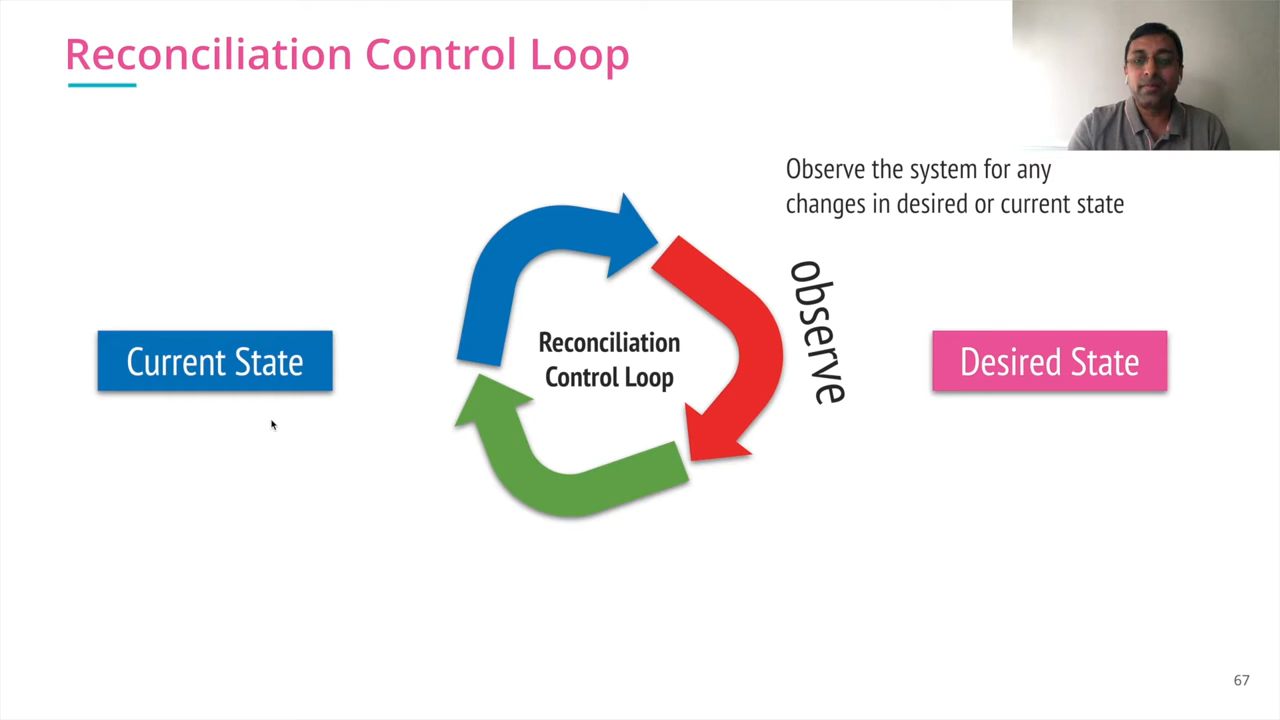 Reconciliation Control Loop
Observe the system for any
changes in desired or current state
observe
Current State
Reconciliation
Control Loop
Desired State
67